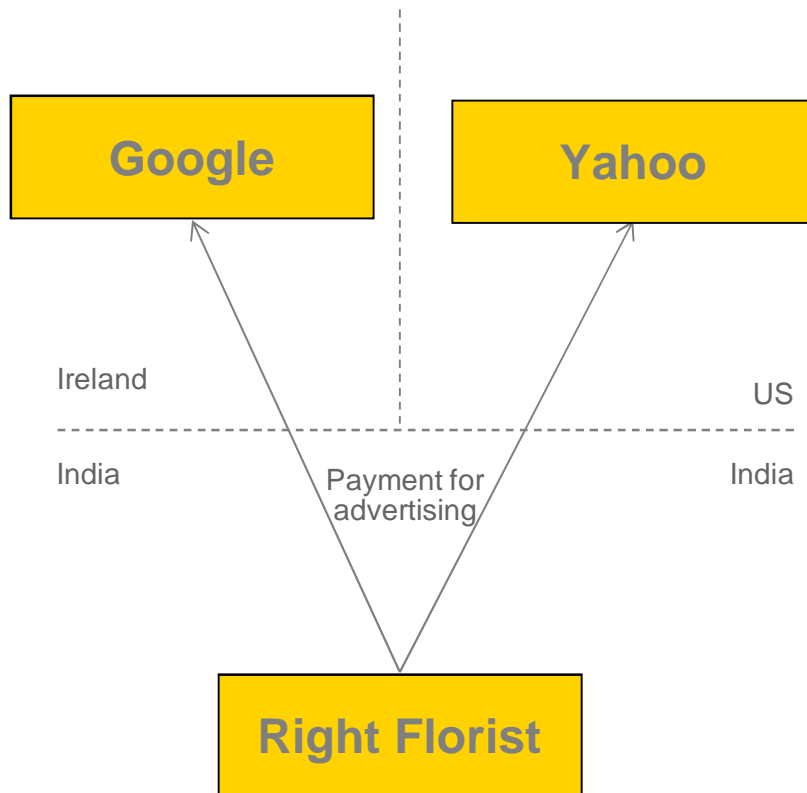 Google
Yahoo
Ireland
US
India
Payment for
advertising
India
Right Florist